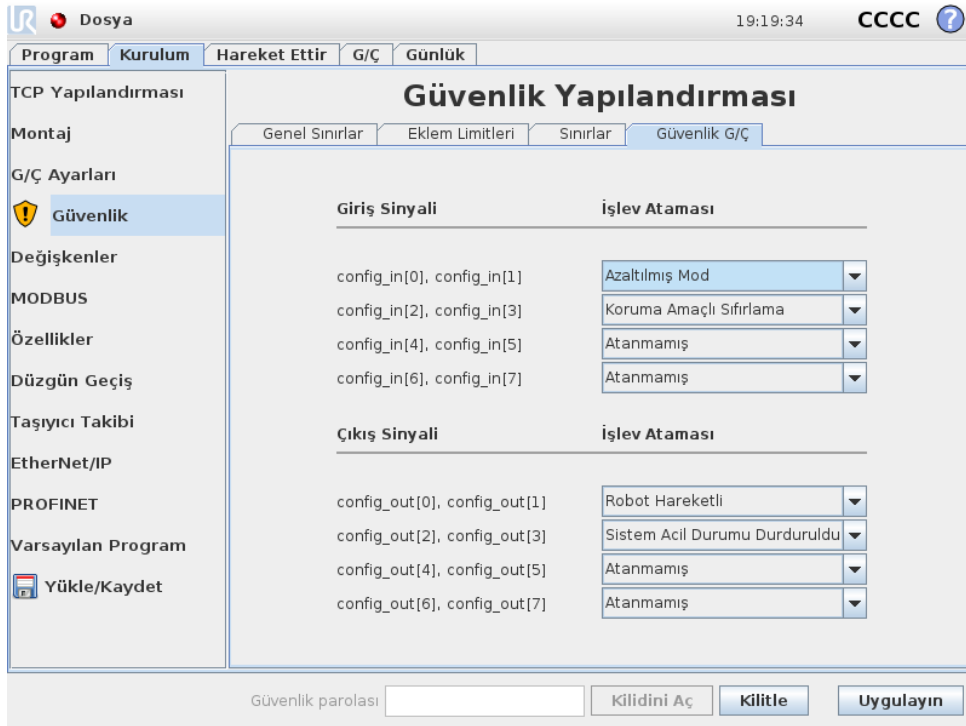 UR Dosya 19:19:34 CCCC ?
Program Kurulum Hareket Ettir G/Ç Günlük
TCP Yapılandırması
Montaj
G/Ç Ayarları
Güvenlik
Değişkenler
MODBUS
Özellikler
Düzgün Geçiş
Taşıyıcı Takibi
EtherNet/IP
PROFINET
Varsayılan Program
Yükle/Kaydet
Güvenlik Yapılandırması
Genel Sınırlar Eklem Limitleri Sınırlar Güvenlik G/Ç
Giriş Sinyali İşlev Ataması
config_in[0], config_in[1] Azaltılmış Mod
config_in[2], config_in[3] Koruma Amaçlı Sıfırlama
config_in[4], config_in[5] Atanmamış
config_in[6], config_in[7] Atanmamış
Çıkış Sinyali İşlev Ataması
config_out[0], config_out[1] Robot Hareketli
config_out[2], config_out[3] Sistem Acil Durumu Durduruldu
config_out[4], config_out[5] Atanmamış
config_out[6], config_out[7] Atanmamış
Güvenlik parolası Kilidini Aç Kilitle Uygulayın